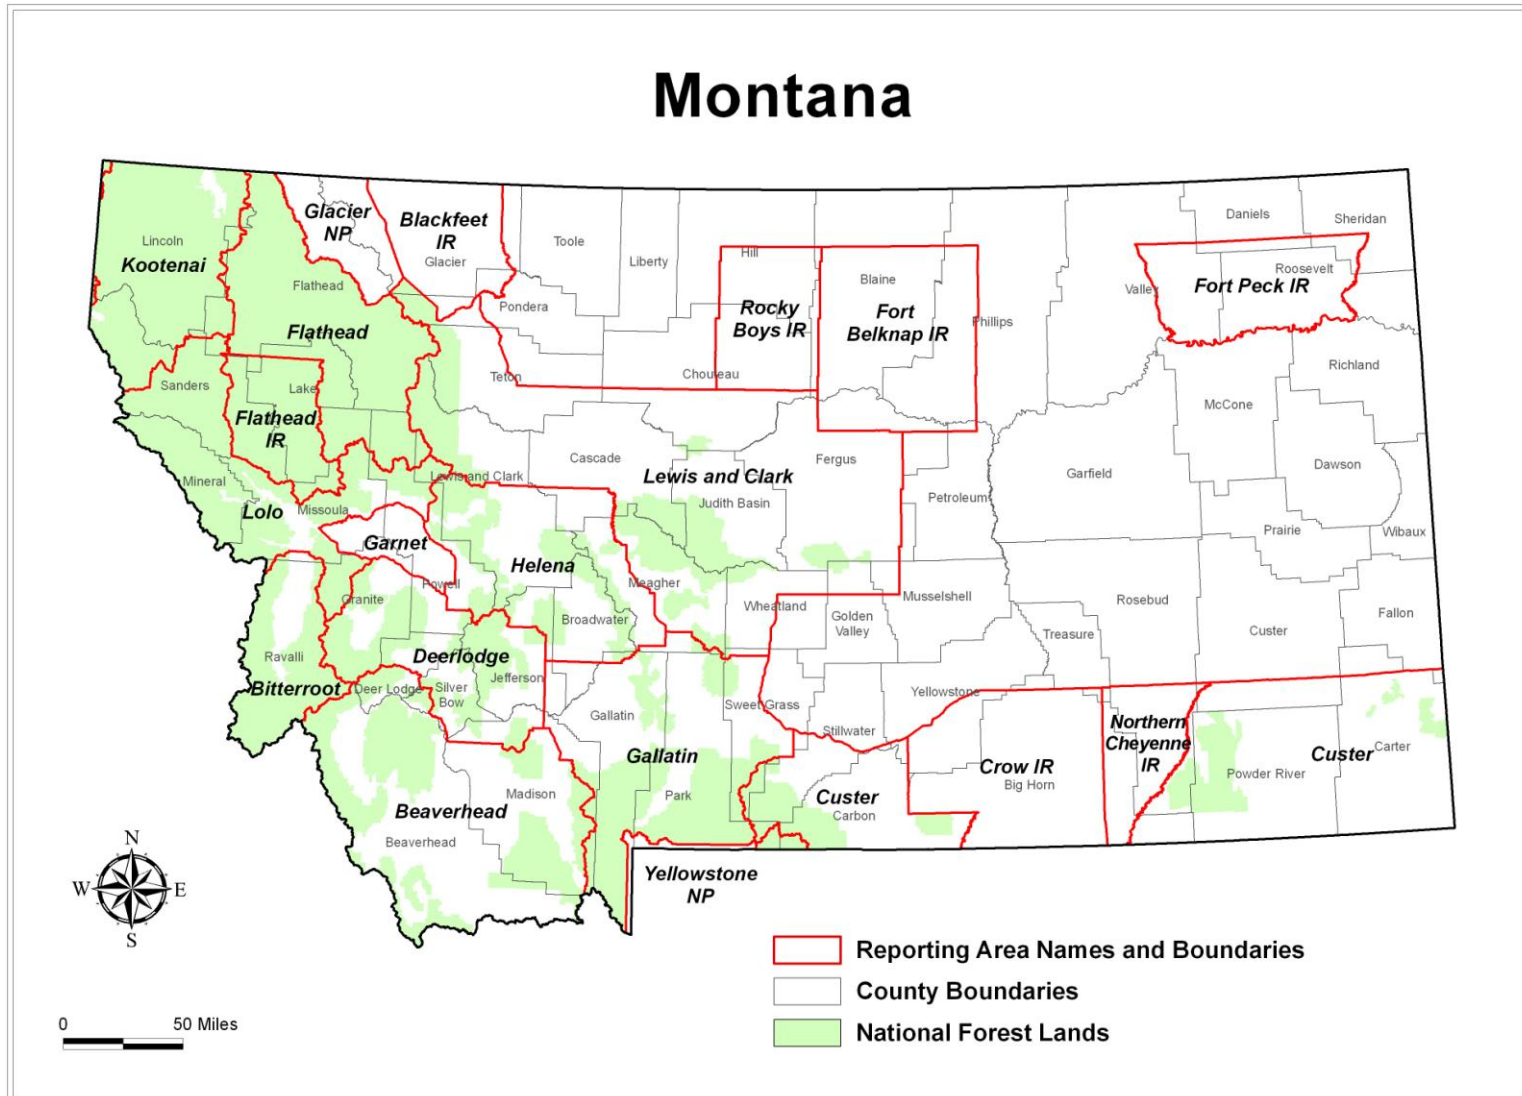 Montana
Daniels
Sheridan
Glacier
NP
Blackfeet
IR
Glacier
Toole
Liberty
Hill
Lincoln
Kootenai
Flathead
Flathead
Pondera
Rocky
Boys IR
Blaine
Fort
Belknap IR
Phillips
Valley
Roosevelt
Fort Peck IR
Richland
Sanders
Lake
Flathead
IR
Teton
Chouteau
McCone
Mineral
Lolo
Missoula
Lewis and Clark
Cascade
Lewis and Clark
Judith Basin
Fergus
Petroleum
Garfield
Dawson
Prairie
Wibaux
Garnet
Powell
Granite
Helena
Meagher
Broadwater
Wheatland
Golden
Valley
Musselshell
Treasure
Rosebud
Custer
Fallon
Ravalli
Bitterroot
Deerlodge
Deer Lodge
Silver
Bow
Jefferson
Gallatin
Gallatin
Sweet Grass
Stillwater
Yellowstone
Northern
Cheyenne
IR
Crow IR
Big Horn
Custer
Carter
Powder River
Beaverhead
Beaverhead
Madison
Park
Custer
Carbon
Yellowstone
NP
N
W E
S
0 50 Miles
Reporting Area Names and Boundaries
County Boundaries
National Forest Lands